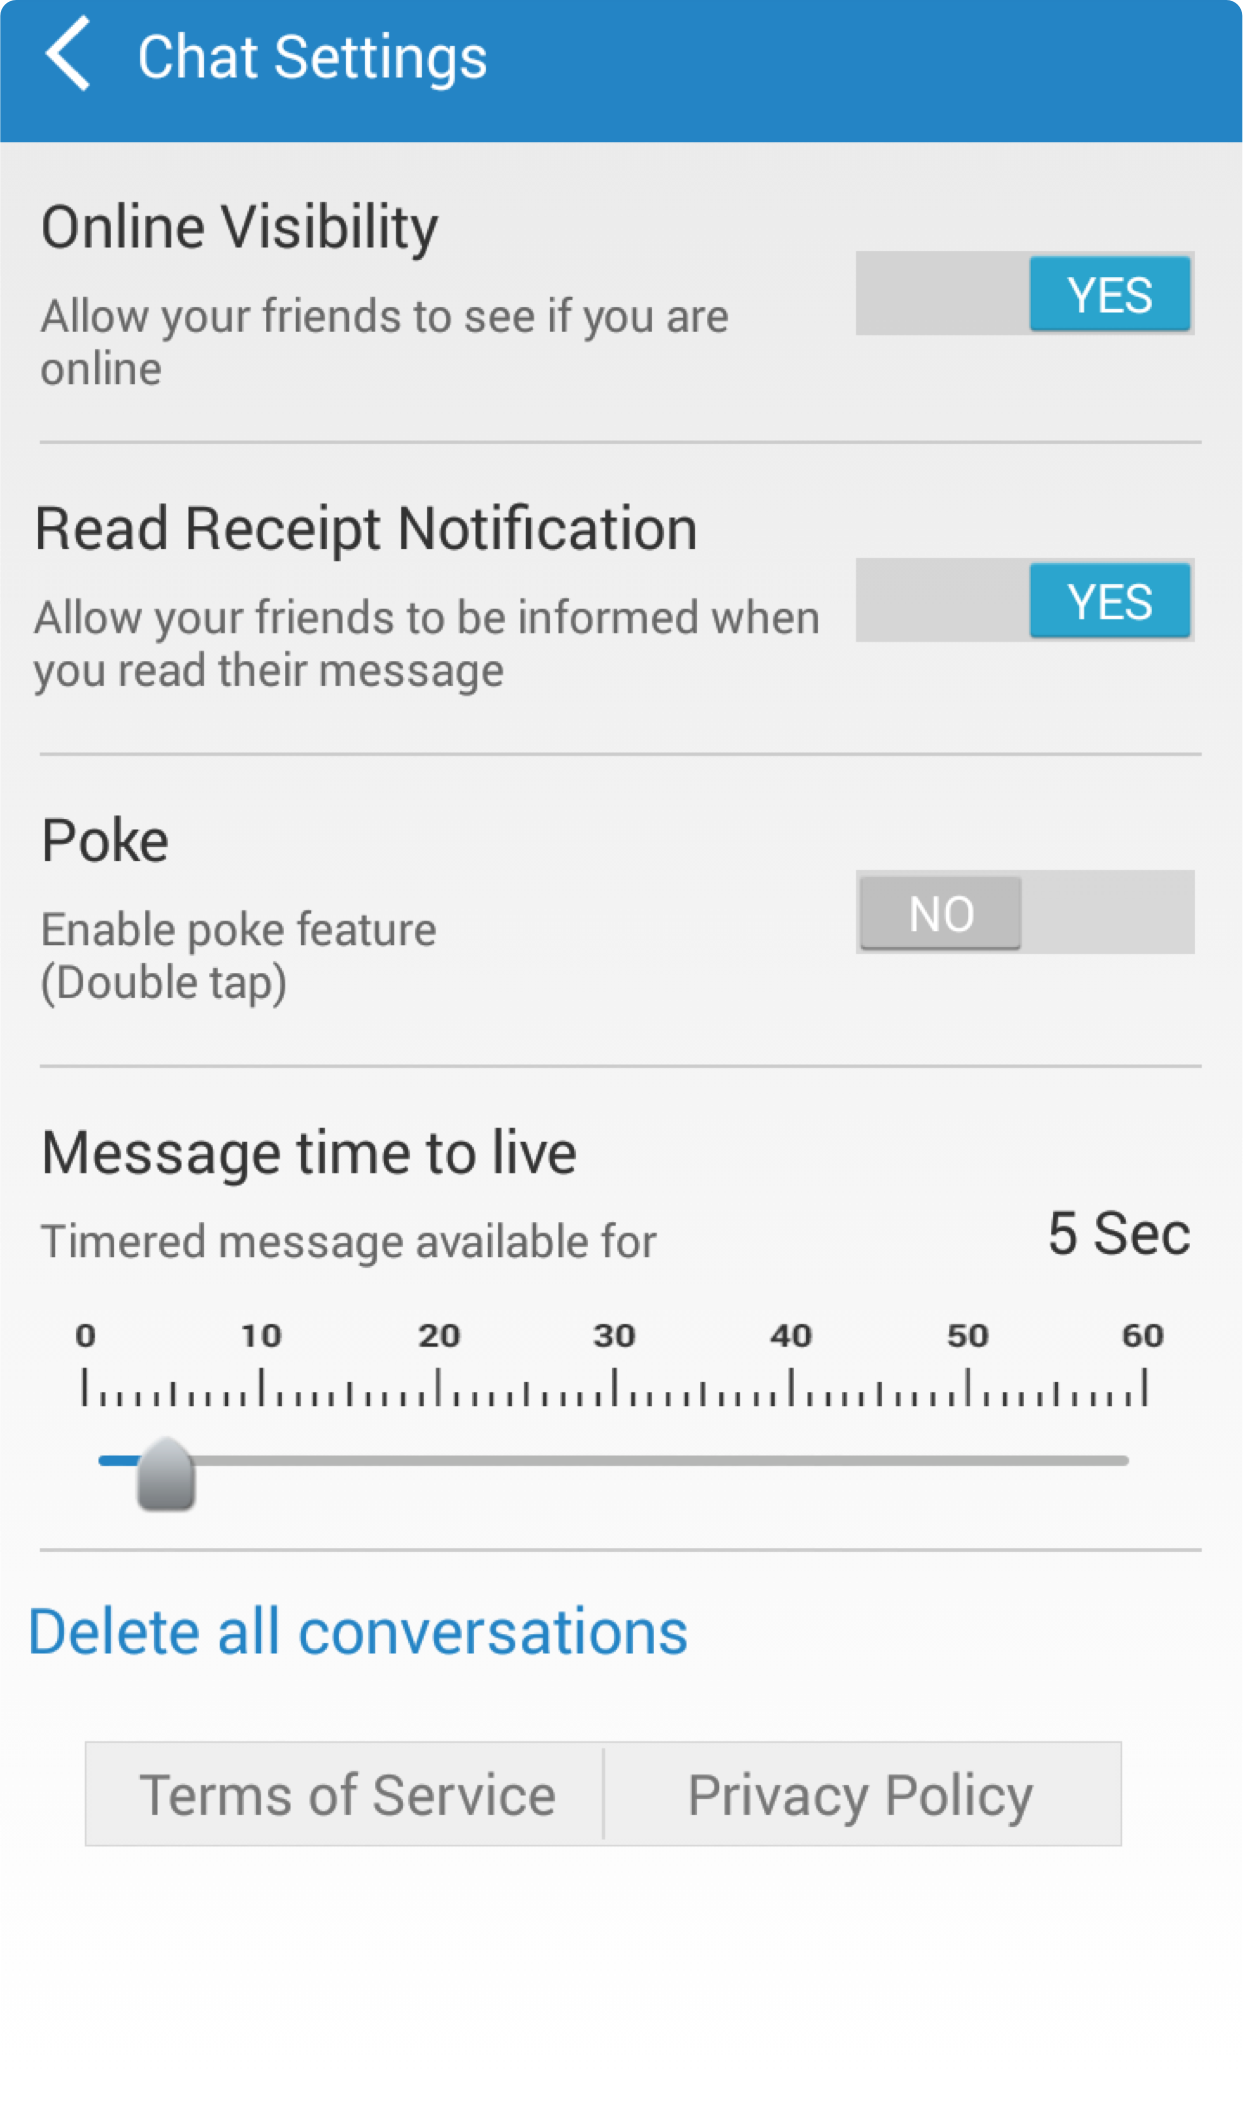 Chat Settings
Online Visibility
Allow your friends to see if you are
online
YES
Read Receipt Notification
Allow your friends to be informed when
you read their message
YES
Poke
Enable poke feature
(Double tap)
NO
Message time to live
Timered message available for
5 Sec
0 10 20 30 40 50 60
Delete all conversations
Terms of Service
Privacy Policy